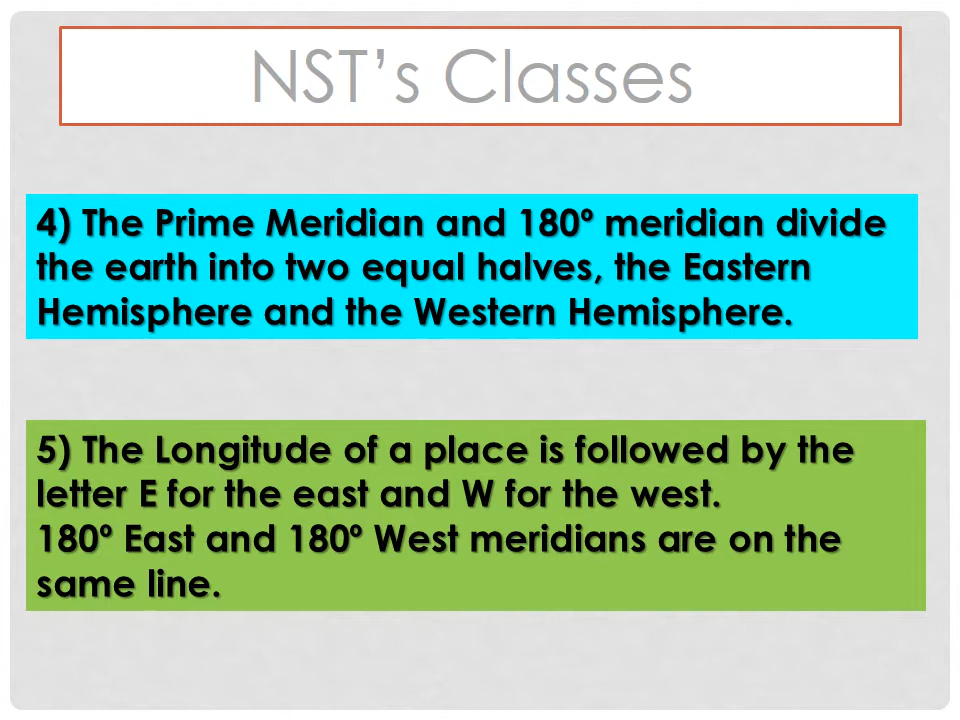 NST’s Classes
4) The Prime Meridian and 180º meridian divide
the earth into two equal halves, the Eastern
Hemisphere and the Western Hemisphere.
5) The Longitude of a place is followed by the
letter E for the east and W for the west.
180º East and 180º West meridians are on the
same line.